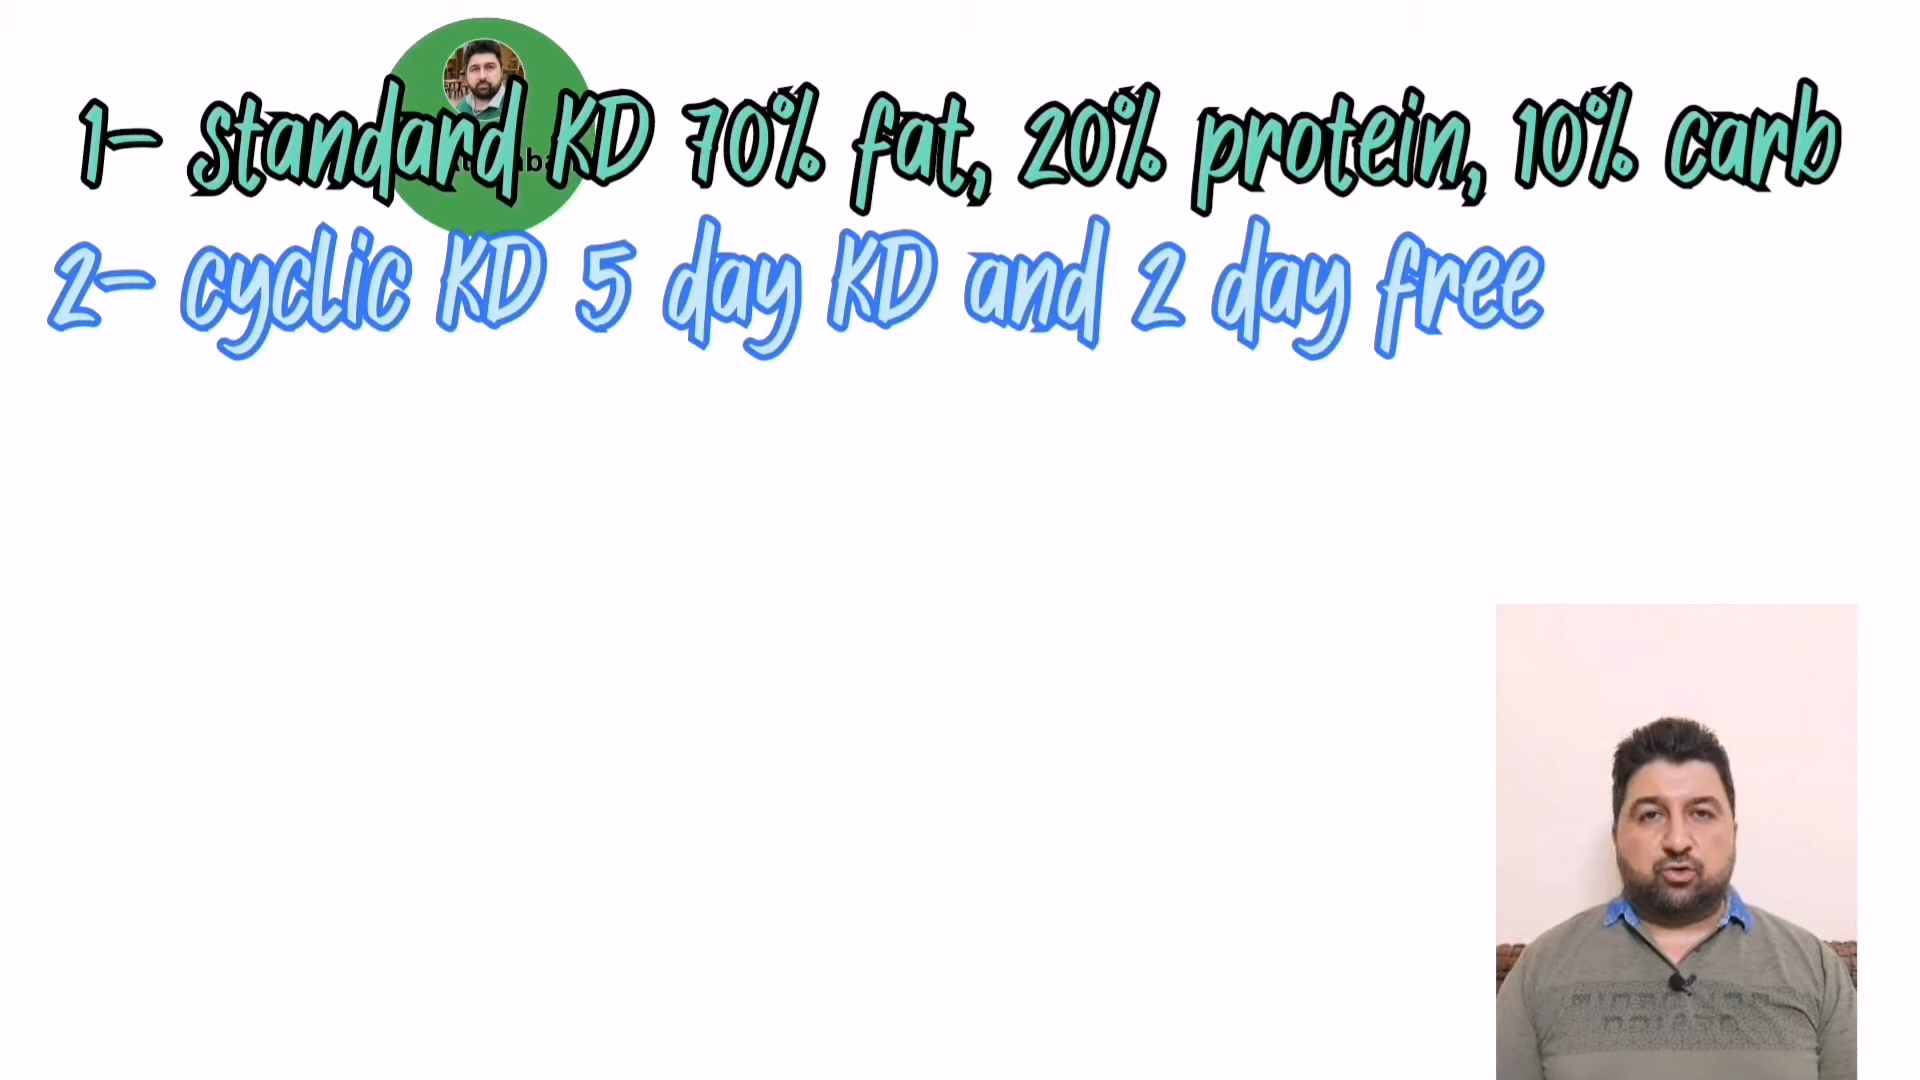 1- Standard KD 70% fat, 20% protein, 10% carb
2- cyclic KD 5 day KD and 2 day free